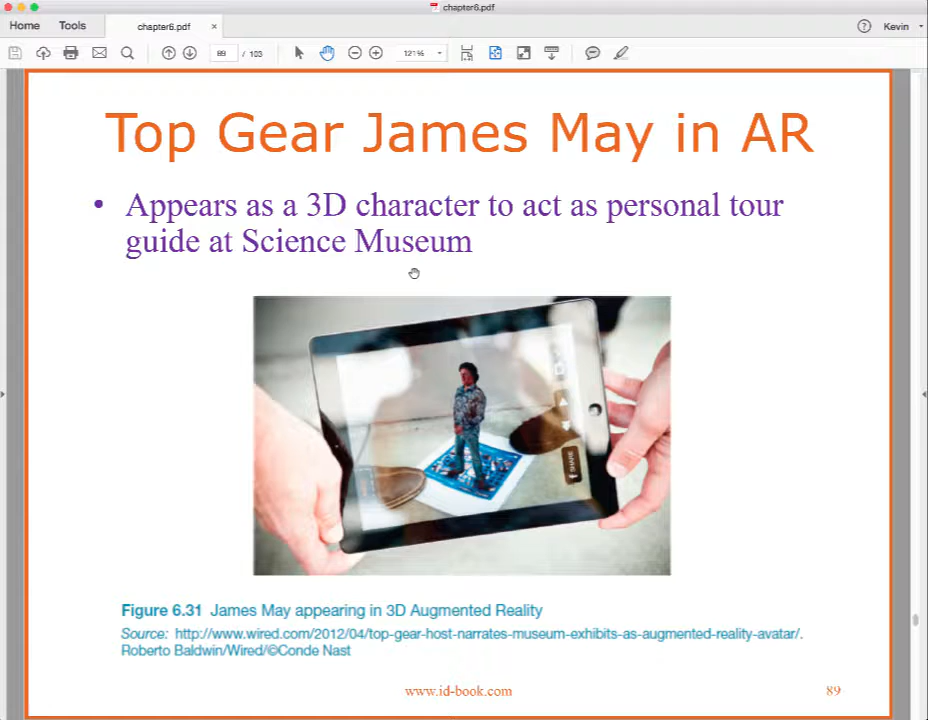 chapter6.pdf
Home Tools chapter6.pdf × Kevin
89 / 103 121%
Top Gear James May in AR
• Appears as a 3D character to act as personal tour
guide at Science Museum
SHARE
Figure 6.31 James May appearing in 3D Augmented Reality
Source: http://www.wired.com/2012/04/top-gear-host-narrates-museum-exhibits-as-augmented-reality-avatar/.
Roberto Baldwin/Wired/©Conde Nast
www.id-book.com 89